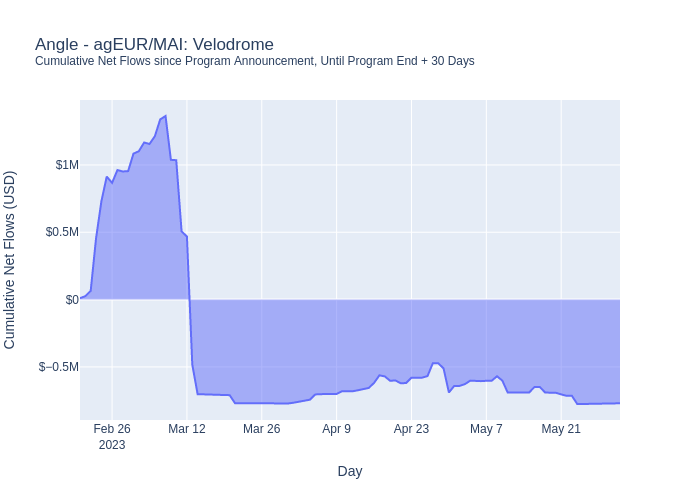 Angle - agEUR/MAI: Velodrome
Cumulative Net Flows since Program Announcement, Until Program End + 30 Days
Cumulative Net Flows (USD)
$1M
$0.5M
$0
$−0.5M
Feb 26 Mar 12 Mar 26 Apr 9 Apr 23 May 7 May 21
2023
Day